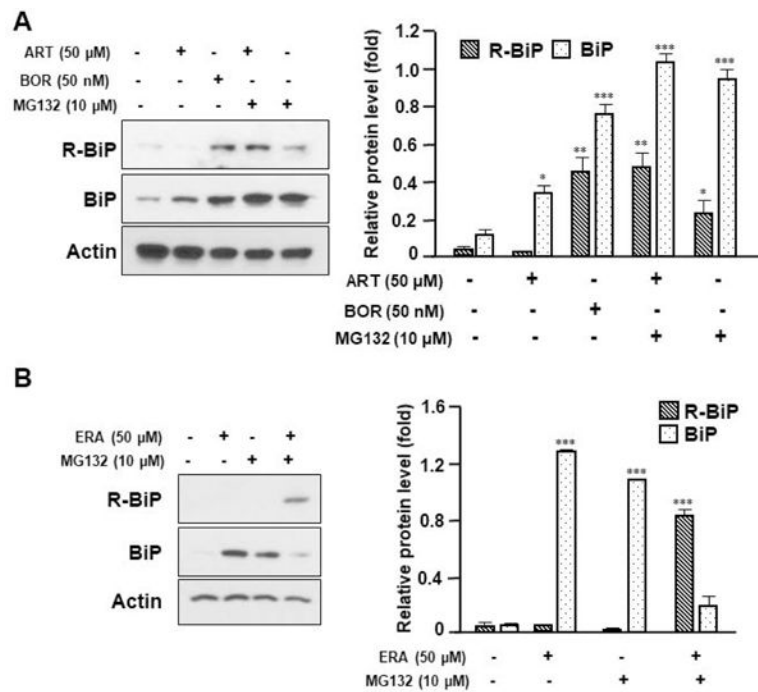 A
ART (50 µM) - + - + -
BOR (50 nM) - - + - -
MG132 (10 µM) - - - + +
R-BiP
BiP
Actin
Relative protein level (fold)
1.2
1.0
0.8
0.6
0.4
0.2
0
R-BiP BiP
* ** *** ** *** * ***
ART (50 µM) - + - + -
BOR (50 nM) - - + - -
MG132 (10 µM) - - - + +
B
ERA (50 µM) - + - +
MG132 (10 µM) - - + +
R-BiP
BiP
Actin
Relative protein level (fold)
1.6
1.2
0.8
0.4
0
R-BiP
BiP
*** *** ***
ERA (50 µM) - + - +
MG132 (10 µM) - - + +